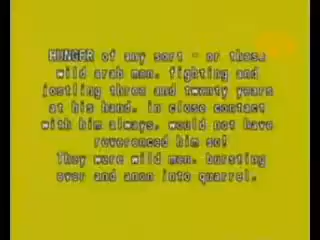 HUNGER of any sort - or those
wild arab men, fighting and
jostling three and twenty years
at his hand, in close contact
with him always, would not have
reverenced him so!
They were wild men, bursting
over and anon into quarrel.